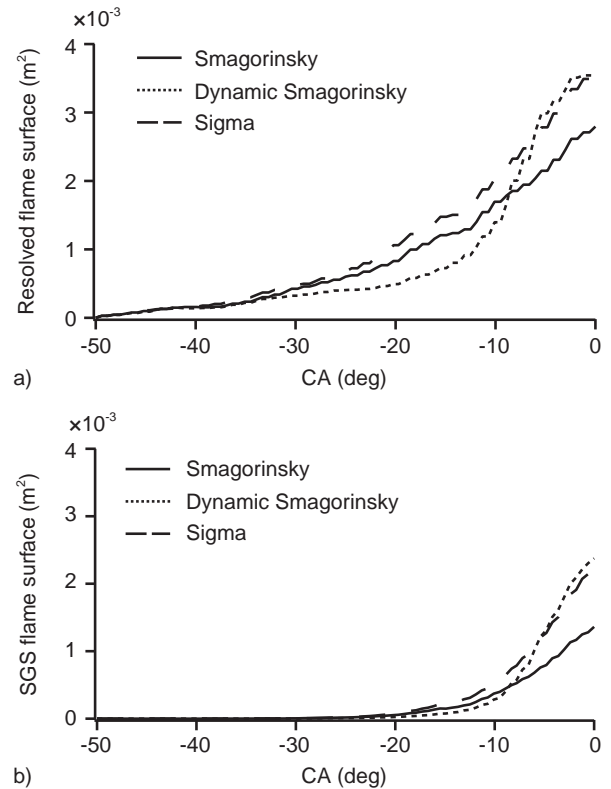 ×10-3
4
3
2
1
0
Resolved flame surface (m2)
Smagorinsky
Dynamic Smagorinsky
Sigma
-50 -40 -30 -20 -10 0
CA (deg)
a)
×10-3
4
3
2
1
0
SGS flame surface (m2)
Smagorinsky
Dynamic Smagorinsky
Sigma
-50 -40 -30 -20 -10 0
CA (deg)
b)